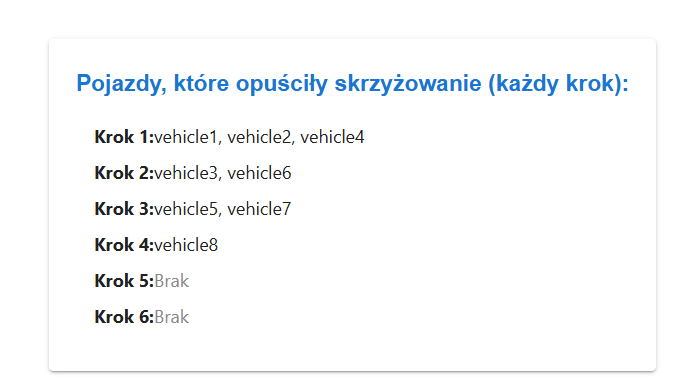 Pojazdy, które opuściły skrzyżowanie (każdy krok):
Krok 1:vehicle1, vehicle2, vehicle4
Krok 2:vehicle3, vehicle6
Krok 3:vehicle5, vehicle7
Krok 4:vehicle8
Krok 5:Brak
Krok 6:Brak